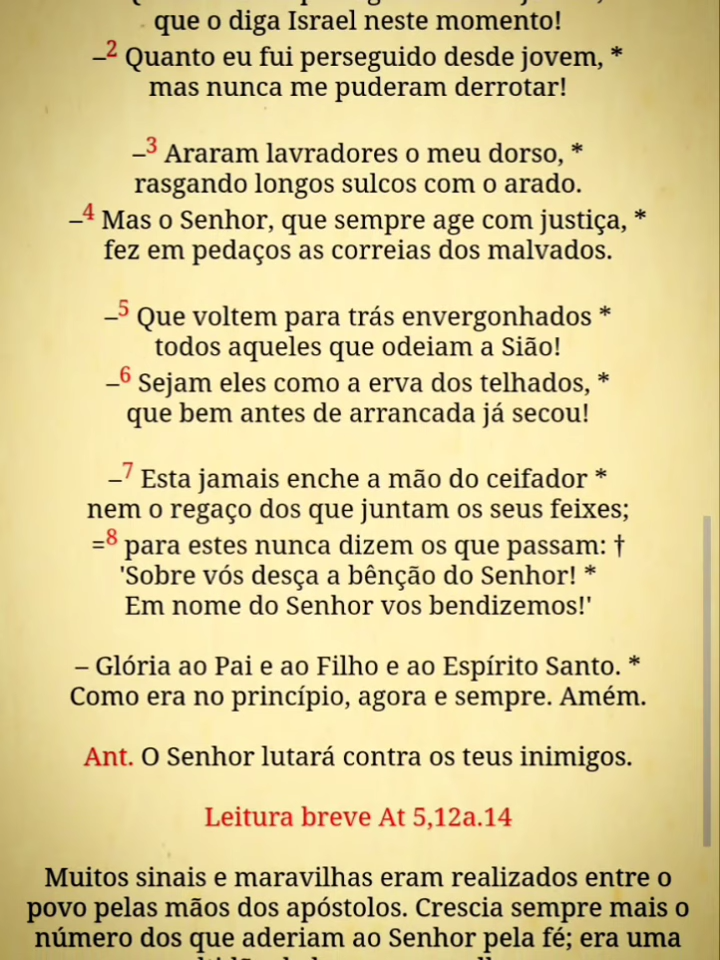 que o diga Israel neste momento!
–2 Quanto eu fui perseguido desde jovem, *
mas nunca me puderam derrotar!
–3 Araram lavradores o meu dorso, *
rasgando longos sulcos com o arado.
–4 Mas o Senhor, que sempre age com justiça, *
fez em pedaços as correias dos malvados.
–5 Que voltem para trás envergonhados *
todos aqueles que odeiam a Sião!
–6 Sejam eles como a erva dos telhados, *
que bem antes de arrancada já secou!
–7 Esta jamais enche a mão do ceifador *
nem o regaço dos que juntam os seus feixes;
=8 para estes nunca dizem os que passam: †
'Sobre vós desça a bênção do Senhor! *
Em nome do Senhor vos bendizemos!'
– Glória ao Pai e ao Filho e ao Espírito Santo. *
Como era no princípio, agora e sempre. Amém.
Ant. O Senhor lutará contra os teus inimigos.
Leitura breve At 5,12a.14
Muitos sinais e maravilhas eram realizados entre o
povo pelas mãos dos apóstolos. Crescia sempre mais o
número dos que aderiam ao Senhor pela fé; era uma